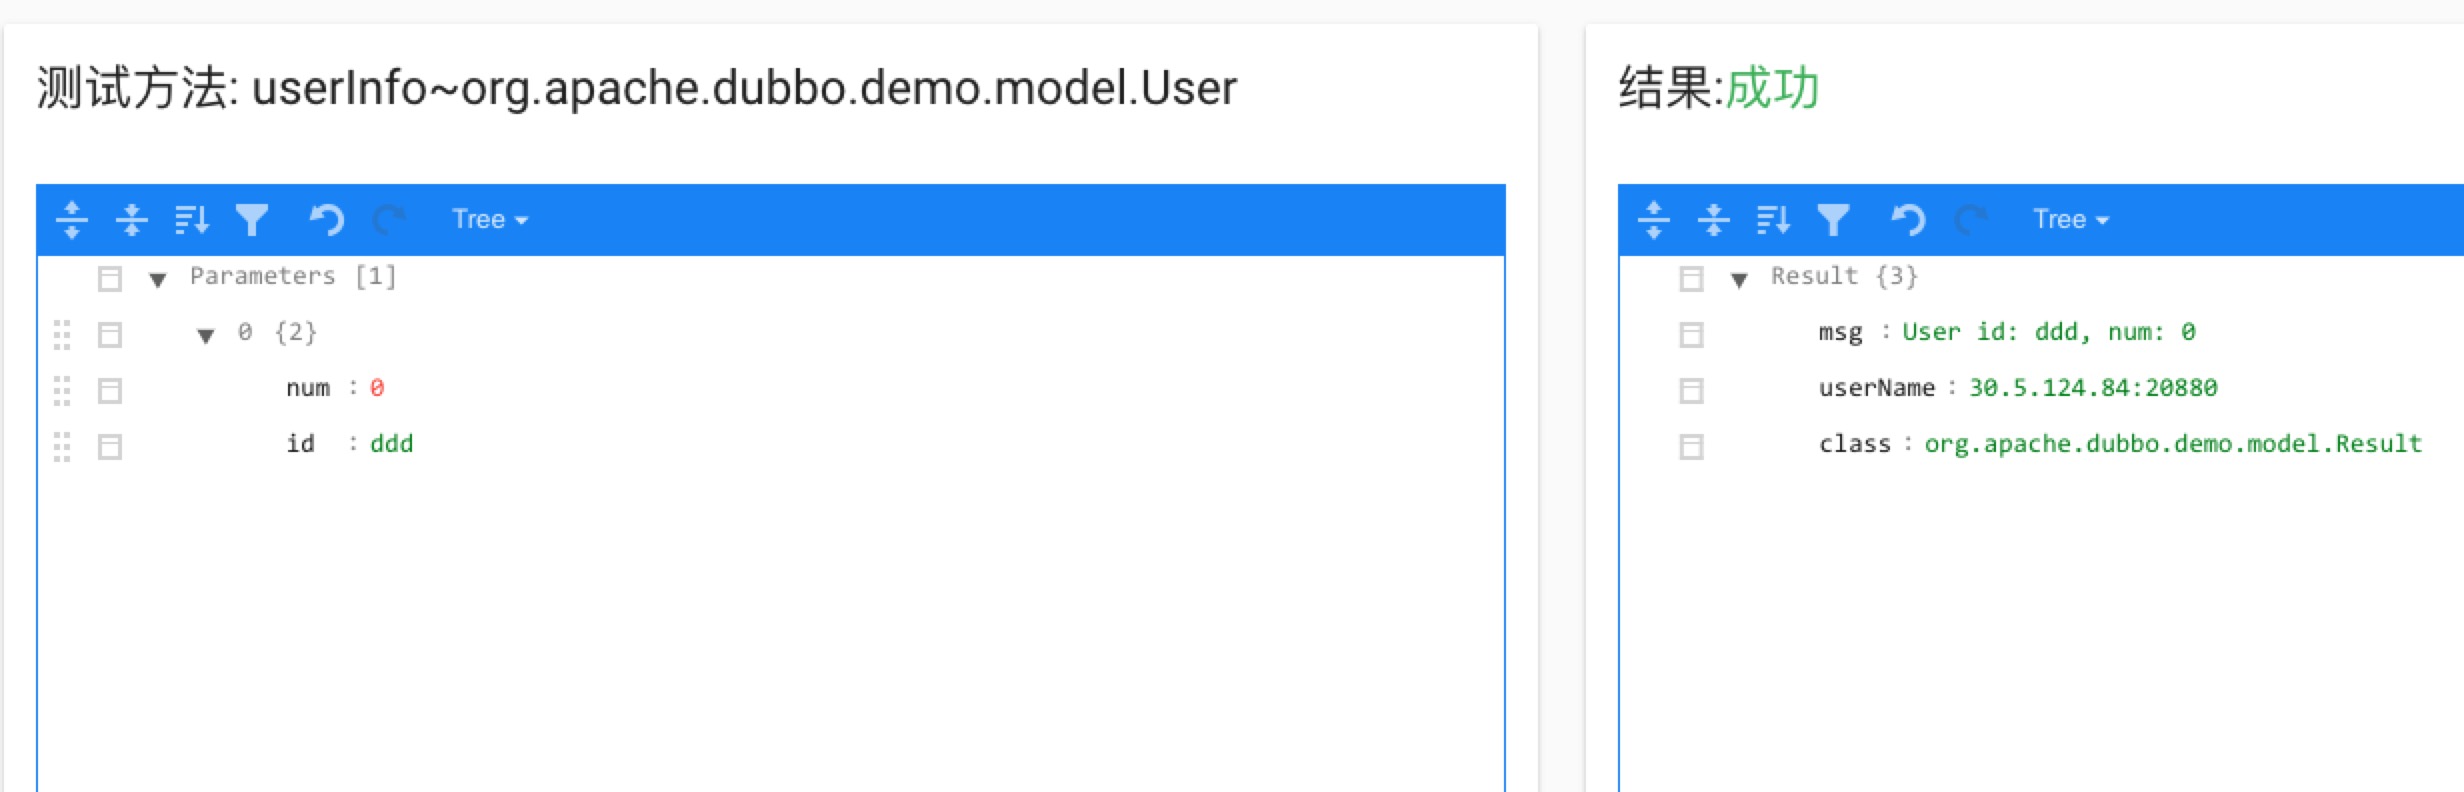 测试方法: userInfo~org.apache.dubbo.demo.model.User
Tree
Parameters [1]
0 {2}
num : 0
id : ddd
结果:成功
Tree
Result {3}
msg : User id: ddd, num: 0
userName : 30.5.124.84:20880
class : org.apache.dubbo.demo.model.Result